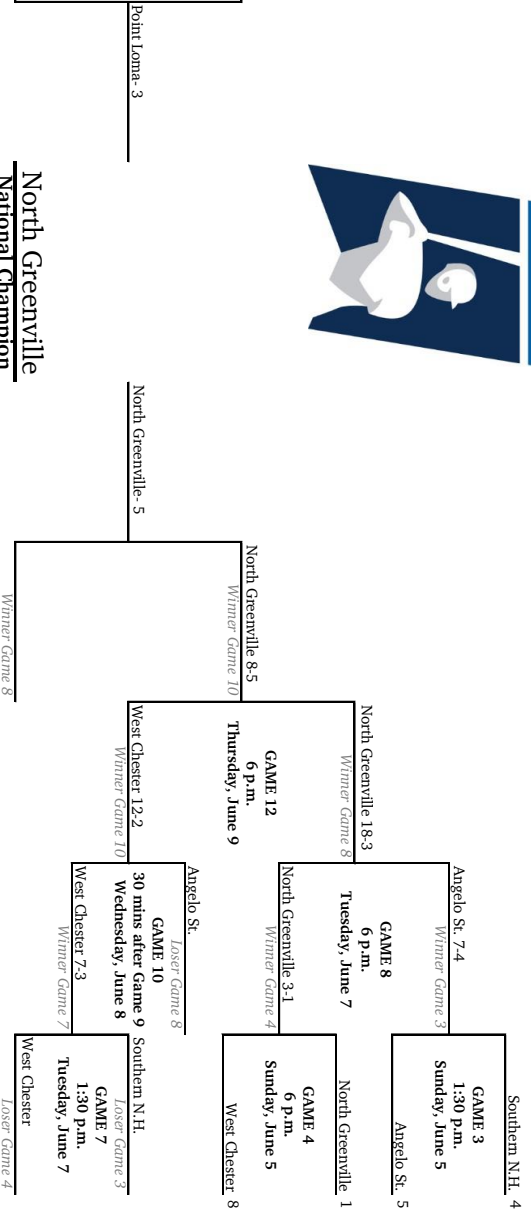 Southern N.H. 4
GAME 3
1:30 p.m.
Sunday, June 5
Angelo St. 7-4
Winner Game 3
Angelo St. 5
GAME 8
6 p.m.
Tuesday, June 7
North Greenville 18-3
Winner Game 8
North Greenville 1
GAME 4
6 p.m.
Sunday, June 5
North Greenville 3-1
Winner Game 4
West Chester 8
GAME 12
6 p.m.
Thursday, June 9
North Greenville 8-5
Winner Game 10
Angelo St.
Loser Game 8
GAME 10
30 mins after Game 9
Wednesday, June 8
West Chester 12-2
Winner Game 10
Southern N.H.
Loser Game 3
GAME 7
1:30 p.m.
Tuesday, June 7
West Chester 7-3
Winner Game 7
West Chester
Loser Game 4
Point Loma- 3
North Greenville- 5
North Greenville
National Champion
Winner Game 8